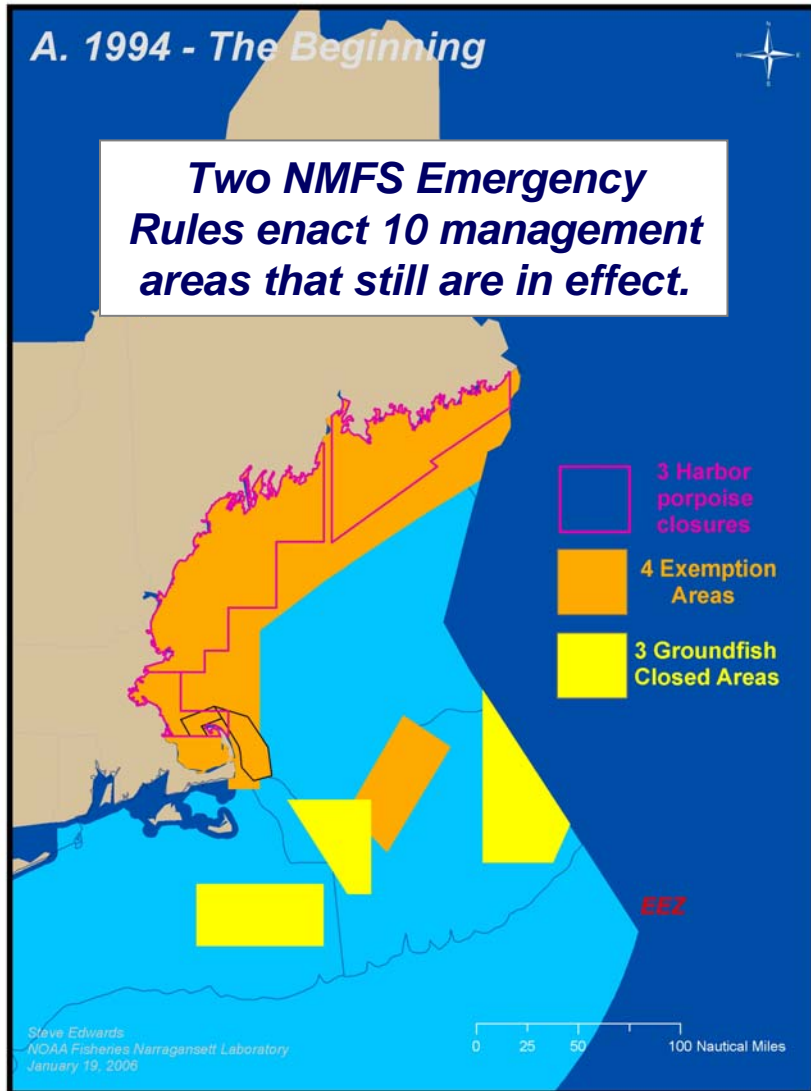 A. 1994 - The Beginning
N
W
E
S
Two NMFS Emergency
Rules enact 10 management
areas that still are in effect.
3 Harbor
porpoise
closures
4 Exemption
Areas
3 Groundfish
Closed Areas
EEZ
Steve Edwards
NOAA Fisheries Narragansett Laboratory
January 19, 2006
0 25 50 100 Nautical Miles